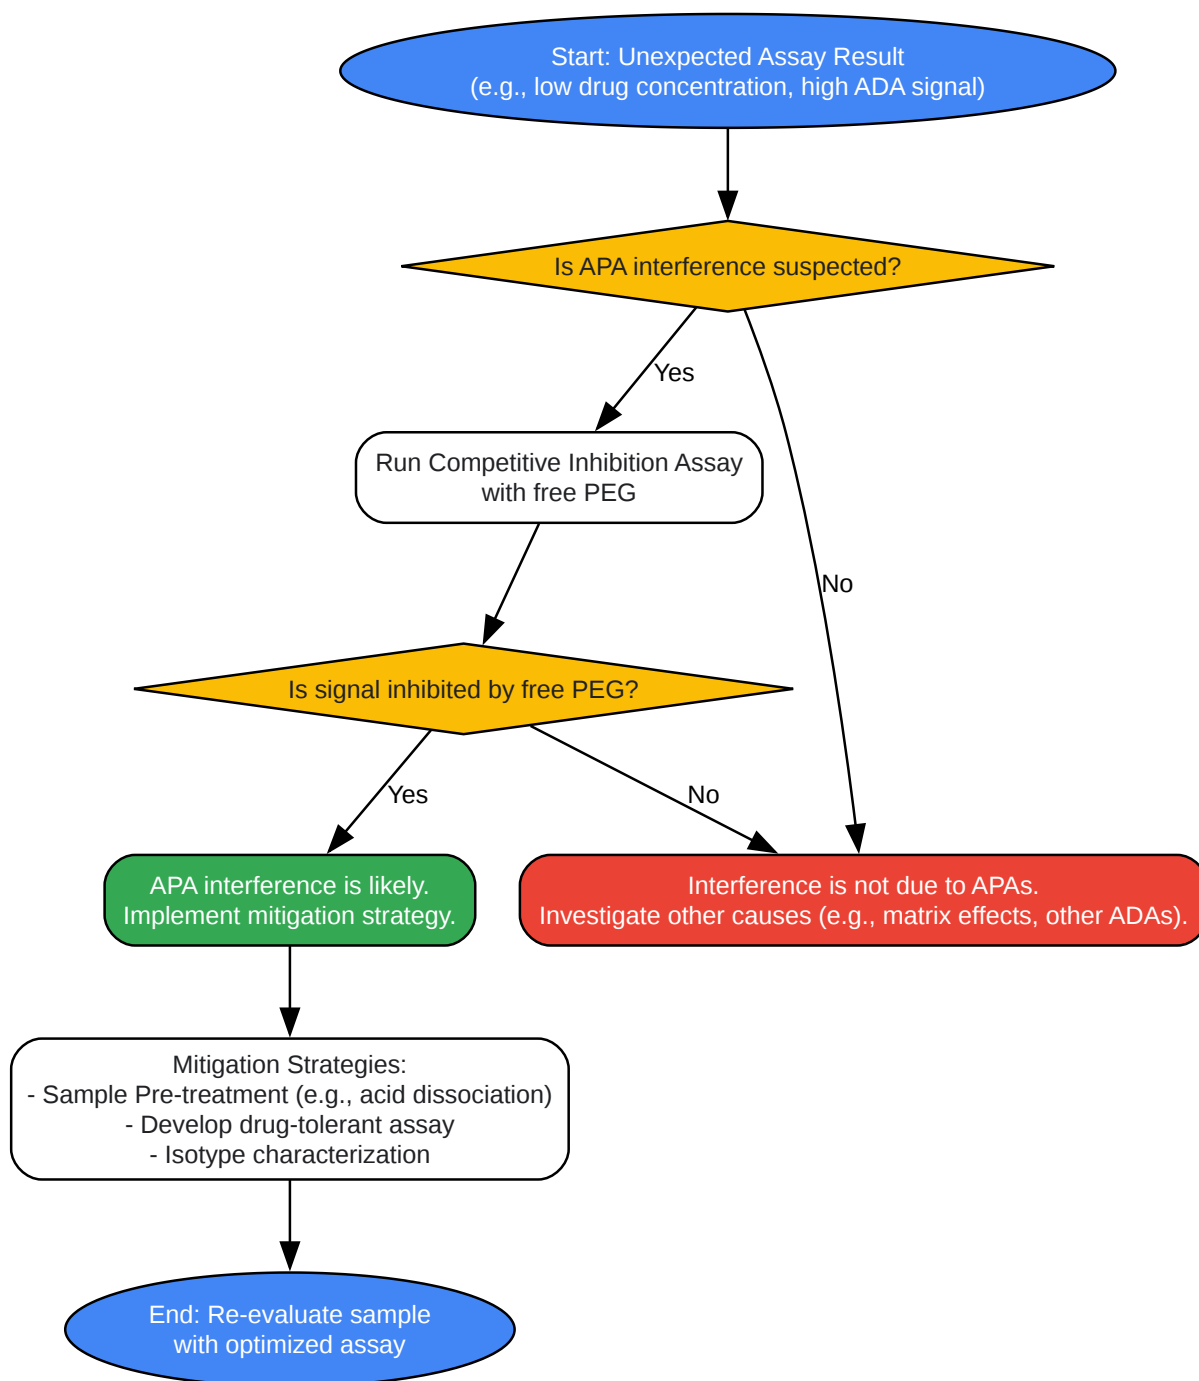 Start: Unexpected Assay Result
(e.g., low drug concentration, high ADA signal)
Is APA interference suspected?
Yes
Run Competitive Inhibition Assay
with free PEG
No
Is signal inhibited by free PEG?
Yes
No
APA interference is likely.
Implement mitigation strategy.
Interference is not due to APAs.
Investigate other causes (e.g., matrix effects, other ADAs).
Mitigation Strategies:
- Sample Pre-treatment (e.g., acid dissociation)
- Develop drug-tolerant assay
- Isotype characterization
End: Re-evaluate sample
with optimized assay